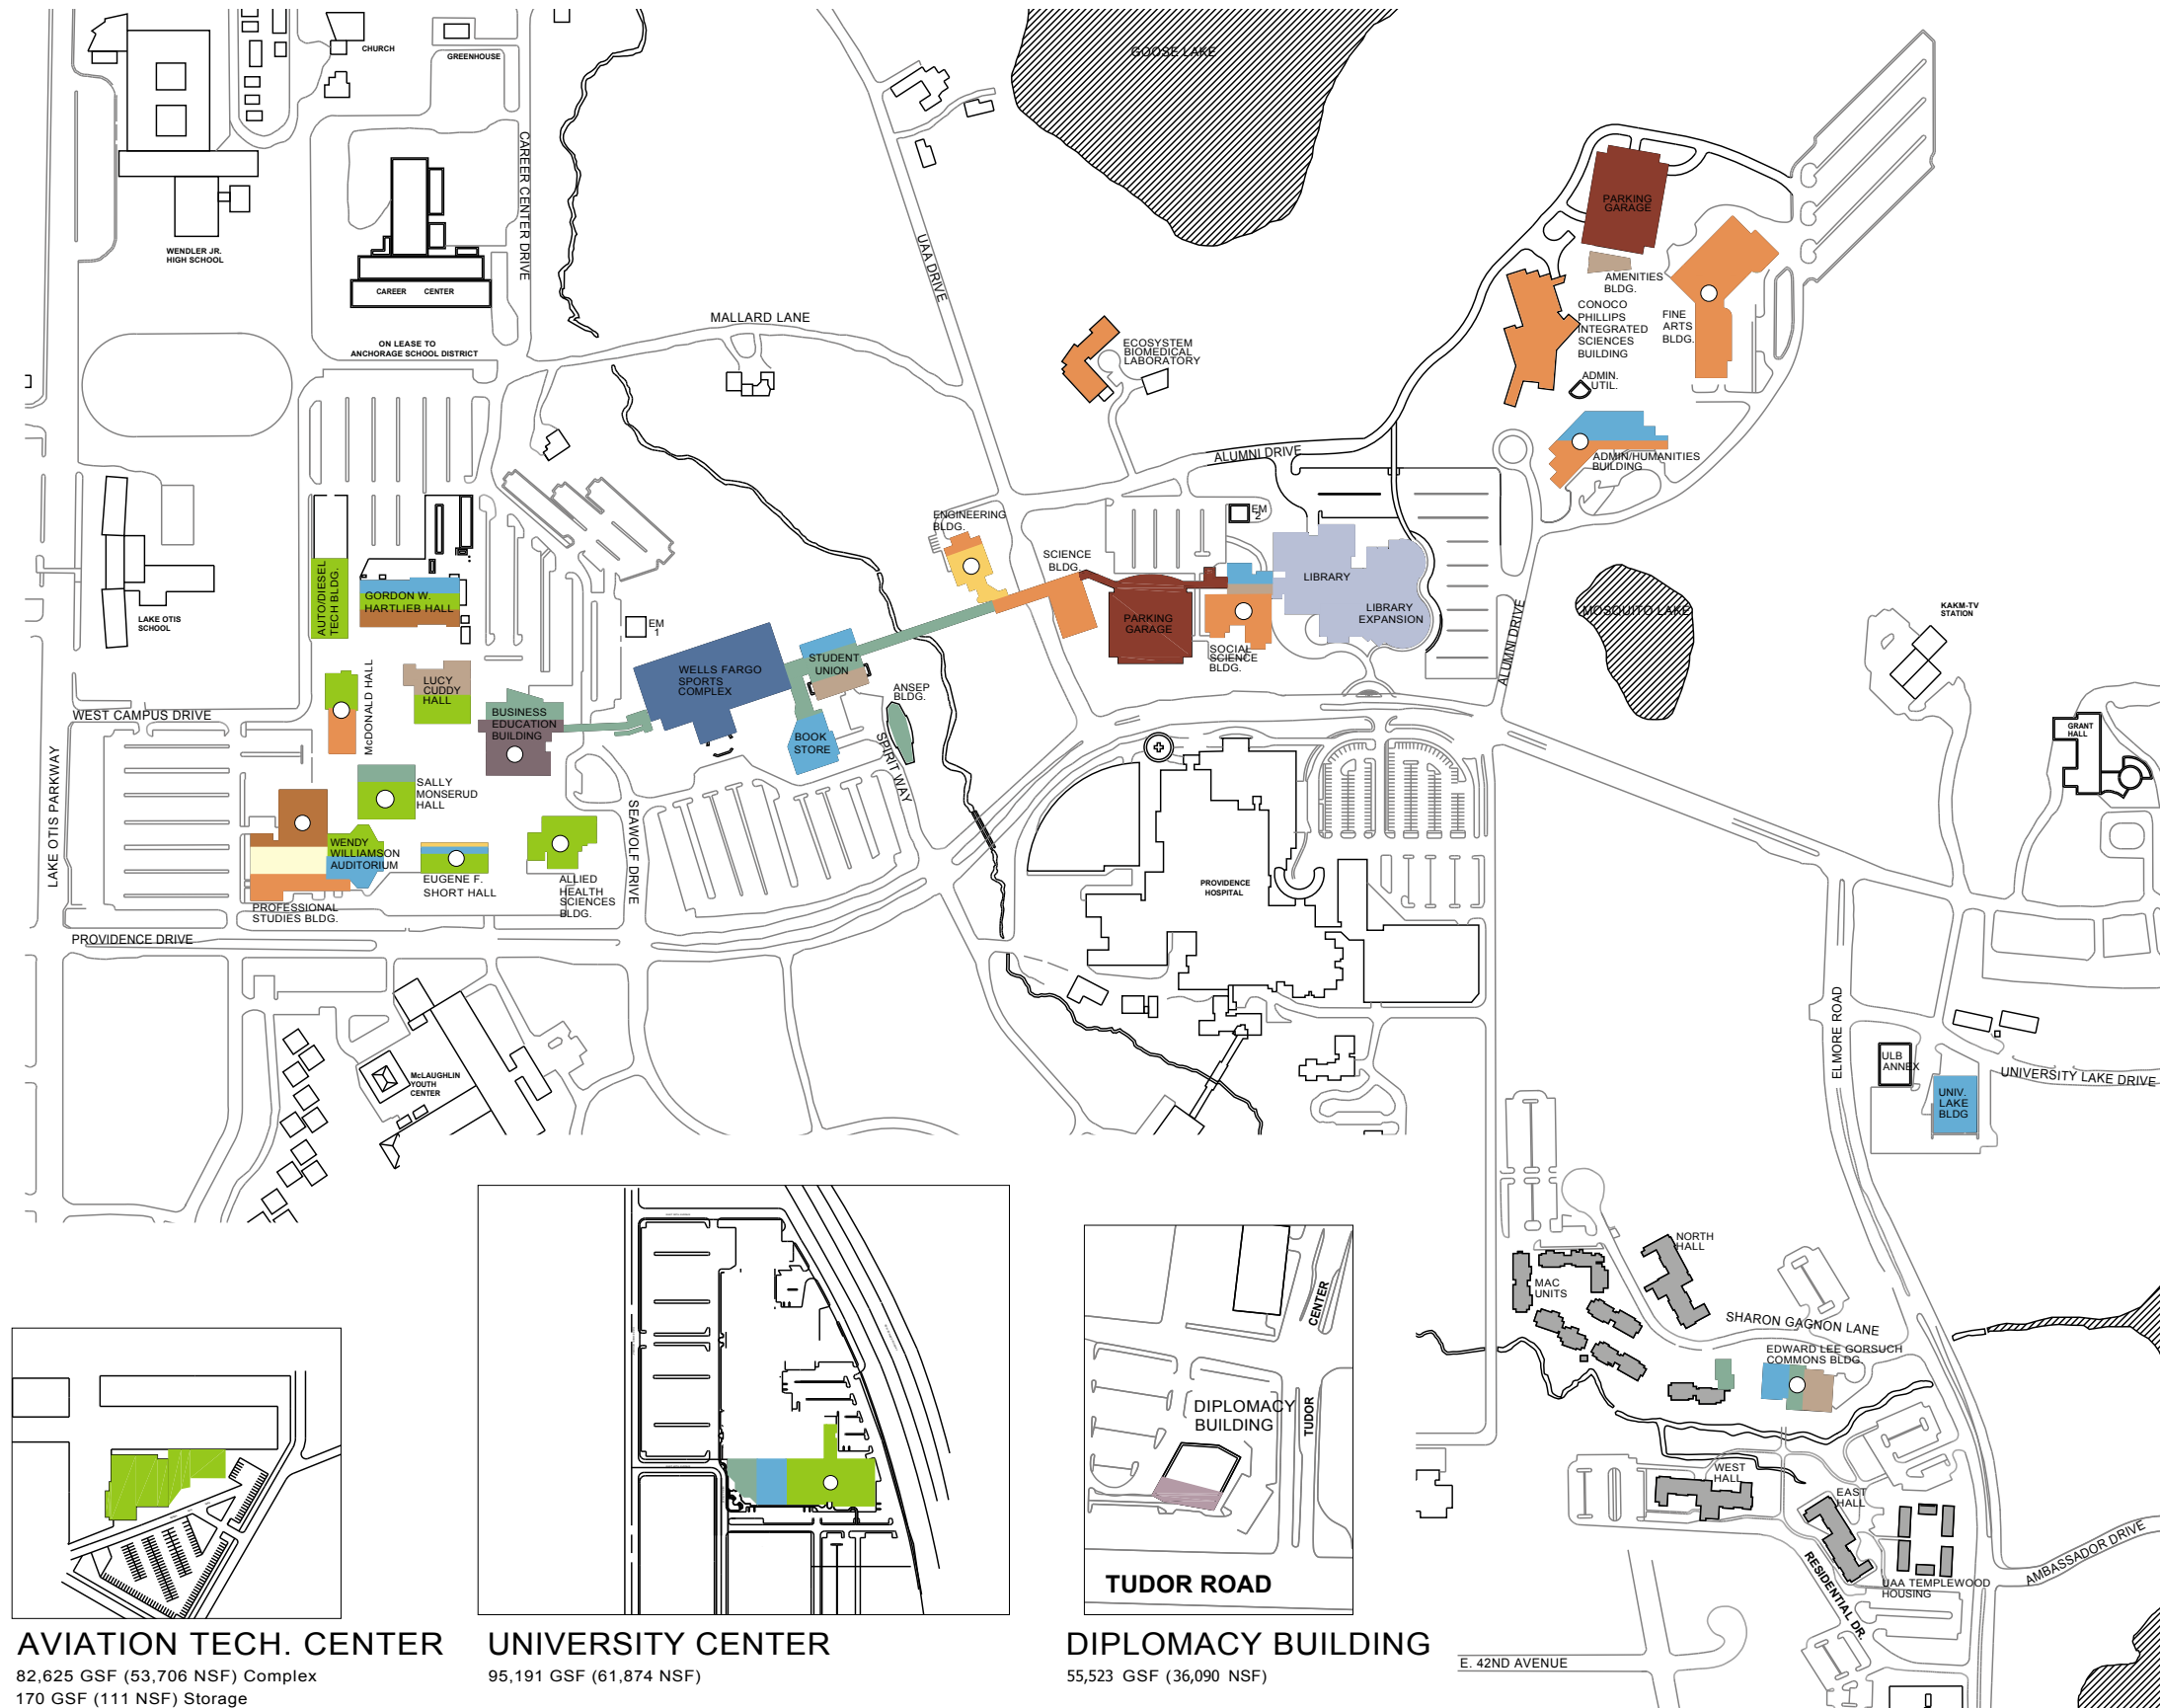 GOOSE LAKE
CHURCH
GREENHOUSE
CAREER CENTER DRIVE
WENDLER JR.
HIGH SCHOOL
CAREER CENTER
UAA DRIVE
PARKING
GARAGE
AMENITIES
BLDG.
CONOCO
PHILLIPS
INTEGRATED
SCIENCES
BUILDING
FINE
ARTS
BLDG.
MALLARD LANE
ON LEASE TO
ANCHORAGE SCHOOL DISTRICT
ECOSYSTEM
BIOMEDICAL
LABORATORY
ADMIN.
UTIL.
ALUMNI DRIVE
ADMIN/HUMANITIES
BUILDING
ENGINEERING
BLDG.
EM
2
SCIENCE
BLDG.
LIBRARY
LIBRARY
EXPANSION
PARKING
GARAGE
SOCIAL
SCIENCE
BLDG.
ALUMNI DRIVE
MOSQUITO LAKE
KAKM-TV
STATION
AUTO/DIESEL
TECH BLDG.
GORDON W.
HARTLIEB HALL
LAKE OTIS
SCHOOL
EM
1
WELLS FARGO
SPORTS
COMPLEX
STUDENT
UNION
ANSEP
BLDG.
McDONALD HALL
LUCY
CUDDY
HALL
BUSINESS
EDUCATION
BUILDING
BOOK
STORE
SPIRIT WAY
WEST CAMPUS DRIVE
GRANT
HALL
LAKE OTIS PARKWAY
SALLY
MONSERUD
HALL
SEAWOLF DRIVE
WENDY
WILLIAMSON
AUDITORIUM
EUGENE F.
SHORT HALL
ALLIED
HEALTH
SCIENCES
BLDG.
PROFESSIONAL
STUDIES BLDG.
PROVIDENCE
HOSPITAL
PROVIDENCE DRIVE
ELMORE ROAD
McLAUGHLIN
YOUTH
CENTER
ULB
ANNEX
UNIV.
LAKE
BLDG
UNIVERSITY LAKE DRIVE
NORTH
HALL
MAC
UNITS
SHARON GAGNON LANE
EDWARD LEE GORSUCH
COMMONS BLDG.
CENTER
DIPLOMACY
BUILDING
TUDOR
TUDOR ROAD
WEST
HALL
EAST
HALL
UAA TEMPLEWOOD
HOUSING
RESIDENTIAL DR.
AMBASSADOR DRIVE
E. 42ND AVENUE
AVIATION TECH. CENTER
82,625 GSF (53,706 NSF) Complex
170 GSF (111 NSF) Storage
UNIVERSITY CENTER
95,191 GSF (61,874 NSF)
DIPLOMACY BUILDING
55,523 GSF (36,090 NSF)